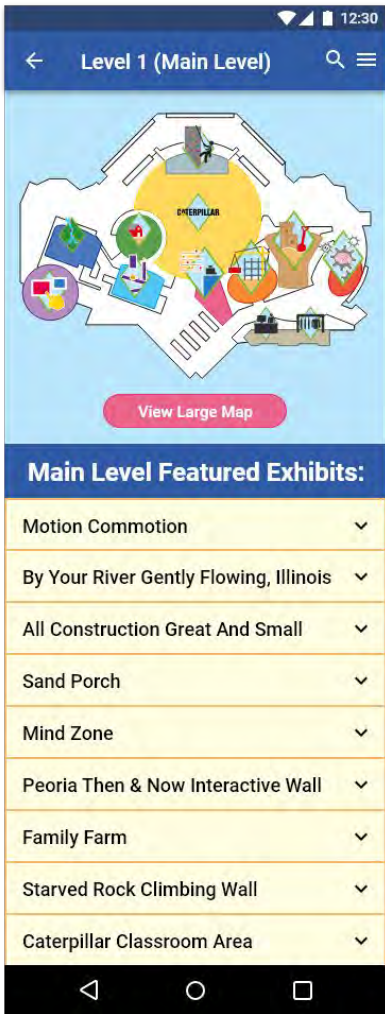 12:30
Level 1 (Main Level)
CATERPILLAR
View Large Map
Main Level Featured Exhibits:
Motion Commotion
By Your River Gently Flowing, Illinois
All Construction Great And Small
Sand Porch
Mind Zone
Peoria Then & Now Interactive Wall
Family Farm
Starved Rock Climbing Wall
Caterpillar Classroom Area